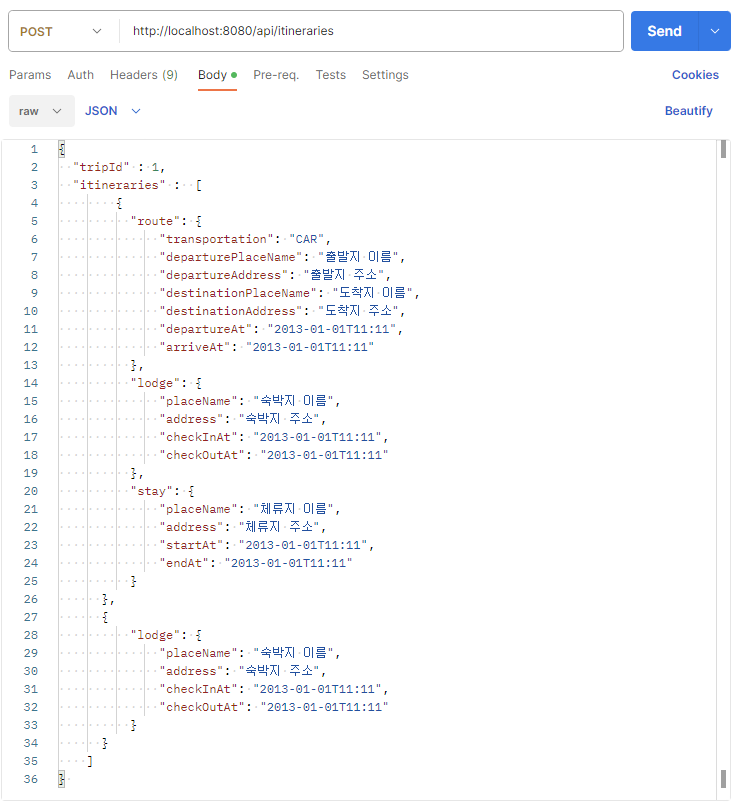 POST http://localhost:8080/api/itineraries Send
Params Auth Headers (9) Body Pre-req. Tests Settings Cookies
raw JSON Beautify
1 {
2 "tripId" : 1,
3 "itineraries" : [
4 {
5 "route": {
6 "transportation": "CAR",
7 "departurePlaceName": "출발지 이름",
8 "departureAddress": "출발지 주소",
9 "destinationPlaceName": "도착지 이름",
10 "destinationAddress": "도착지 주소",
11 "departureAt": "2013-01-01T11:11",
12 "arriveAt": "2013-01-01T11:11"
13 },
14 "lodge": {
15 "placeName": "숙박지 이름",
16 "address": "숙박지 주소",
17 "checkInAt": "2013-01-01T11:11",
18 "checkOutAt": "2013-01-01T11:11"
19 },
20 "stay": {
21 "placeName": "체류지 이름",
22 "address": "체류지 주소",
23 "startAt": "2013-01-01T11:11",
24 "endAt": "2013-01-01T11:11"
25 }
26 },
27 {
28 "lodge": {
29 "placeName": "숙박지 이름",
30 "address": "숙박지 주소",
31 "checkInAt": "2013-01-01T11:11",
32 "checkOutAt": "2013-01-01T11:11"
33 }
34 }
35 ]
36 }